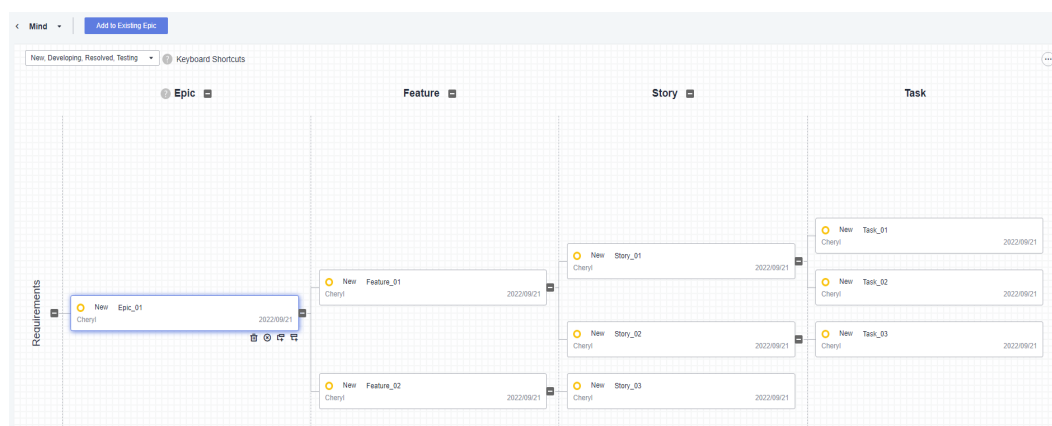 Mind
Add to Existing Epic
New, Developing, Resolved, Testing
Keyboard Shortcuts
Epic
Feature
Story
Task
Requirements
New Epic_01
Cheryl 2022/09/21
New Feature_01
Cheryl 2022/09/21
New Feature_02
Cheryl 2022/09/21
New Story_01
Cheryl 2022/09/21
New Story_02
Cheryl 2022/09/21
New Story_03
Cheryl 2022/09/21
New Task_01
Cheryl 2022/09/21
New Task_02
Cheryl 2022/09/21
New Task_03
Cheryl 2022/09/21